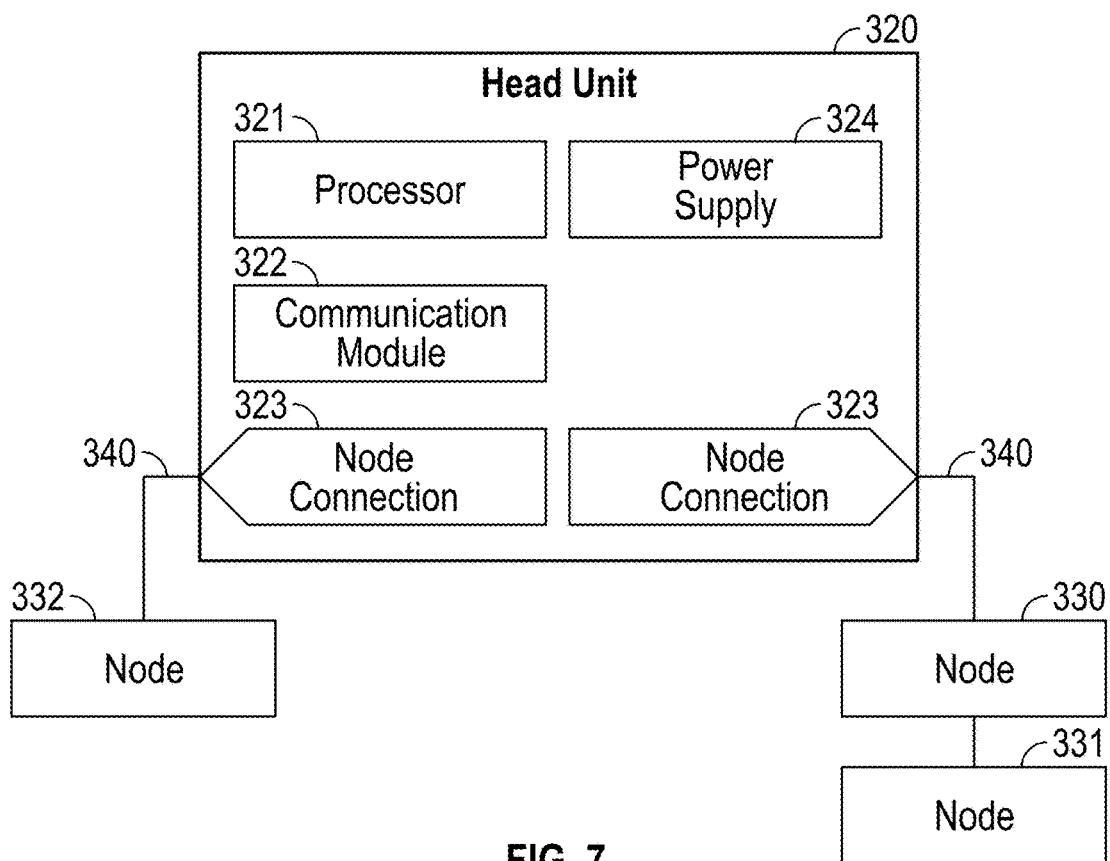 320
Head Unit
321
324
Processor
Power
Supply
322
Communication
Module
323
323
340
Node
Connection
Node
Connection
340
332
330
Node
Node
331
Node
FIG. 7